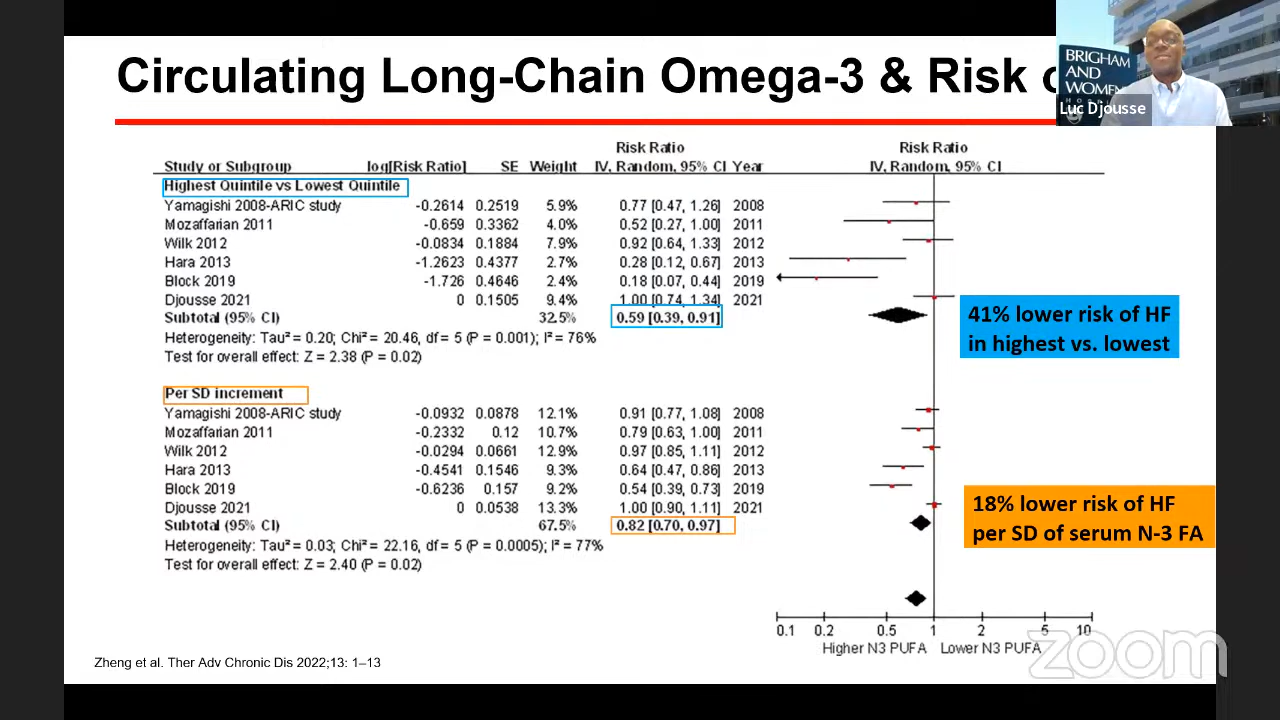 Circulating Long-Chain Omega-3 & Risk
BRIGHAM
AND
WOMEN
Luc Djousse
Risk Ratio
Risk Ratio
Study or Subgroup log[Risk Ratio] SE Weight IV, Random, 95% CI Year IV, Random, 95% CI
Highest Quintile vs Lowest Quintile
Yamagishi 2008-ARIC study -0.2614 0.2519 5.9% 0.77 [0.47, 1.26] 2008
Mozaffarian 2011 -0.659 0.3362 4.0% 0.52 [0.27, 1.00] 2011
Wilk 2012 -0.0834 0.1884 7.9% 0.92 [0.64, 1.33] 2012
Hara 2013 -1.2623 0.4377 2.7% 0.28 [0.12, 0.67] 2013
Block 2019 -1.726 0.4646 2.4% 0.18 [0.07, 0.44] 2019
Djousse 2021 0 0.1505 9.4% 1.00 [0.74, 1.34] 2021
Subtotal (95% CI) 32.5% 0.59 [0.39, 0.91]
Heterogeneity: Tau² = 0.20; Chi² = 20.46, df = 5 (P = 0.001); I² = 76%
Test for overall effect: Z = 2.38 (P = 0.02)
41% lower risk of HF
in highest vs. lowest
Per SD increment
Yamagishi 2008-ARIC study -0.0932 0.0878 12.1% 0.91 [0.77, 1.08] 2008
Mozaffarian 2011 -0.2332 0.12 10.7% 0.79 [0.63, 1.00] 2011
Wilk 2012 -0.0294 0.0661 12.9% 0.97 [0.85, 1.11] 2012
Hara 2013 -0.4541 0.1546 9.3% 0.64 [0.47, 0.86] 2013
Block 2019 -0.6236 0.157 9.2% 0.54 [0.39, 0.73] 2019
Djousse 2021 0 0.0538 13.3% 1.00 [0.90, 1.11] 2021
Subtotal (95% CI) 67.5% 0.82 [0.70, 0.97]
Heterogeneity: Tau² = 0.03; Chi² = 22.16, df = 5 (P = 0.0005); I² = 77%
Test for overall effect: Z = 2.40 (P = 0.02)
18% lower risk of HF
per SD of serum N-3 FA
0.1 0.2 0.5 1 2 5 10
Higher N3 PUFA Lower N3 PUFA
Zheng et al. Ther Adv Chronic Dis 2022;13: 1–13
zoom